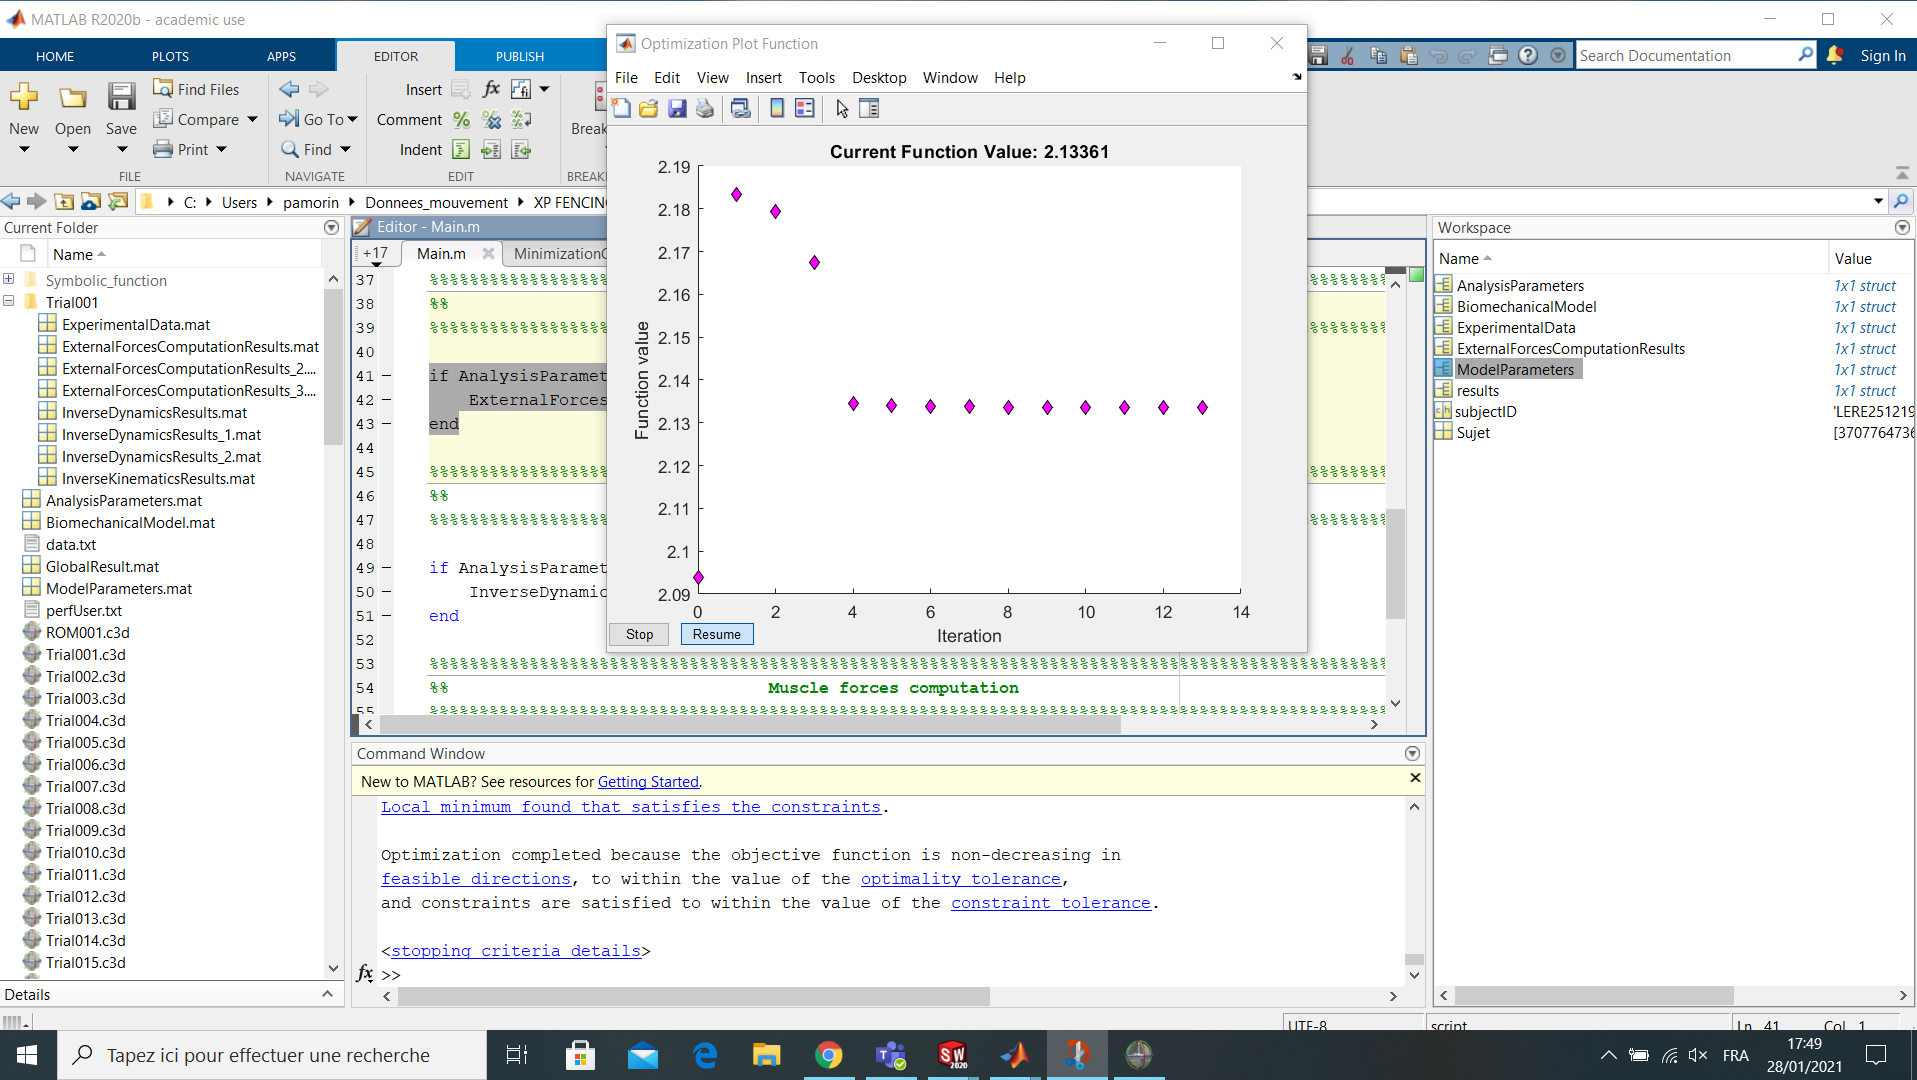 MATLAB R2020b - academic use
HOME PLOTS APPS EDITOR PUBLISH
Search Documentation
Sign In
New
Open
Save
Find Files
Compare
Print
FILE
Go To
Find
NAVIGATE
Insert
Comment
Indent
EDIT
C: Users pamorin Donnees_mouvement
Current Folder
Name
Symbolic_function
Trial001
ExperimentalData.mat
ExternalForcesComputationResults.mat
ExternalForcesComputationResults_2....
ExternalForcesComputationResults_3....
InverseDynamicsResults.mat
InverseDynamicsResults_1.mat
InverseDynamicsResults_2.mat
InverseKinematicsResults.mat
AnalysisParameters.mat
BiomechanicalModel.mat
data.txt
GlobalResult.mat
ModelParameters.mat
perfUser.txt
ROM001.c3d
Trial001.c3d
Trial002.c3d
Trial003.c3d
Trial004.c3d
Trial005.c3d
Trial006.c3d
Trial007.c3d
Trial008.c3d
Trial009.c3d
Trial010.c3d
Trial011.c3d
Trial012.c3d
Trial013.c3d
Trial014.c3d
Trial015.c3d
Details
Editor - Main.m
+17 Main.m
37
38 %%
39
40
41 if
42
43 end
44
45
46 %%
47
48
49 if
50
51 end
52
53
54 %% Muscle forces computation
Optimization Plot Function
File Edit View Insert Tools Desktop Window Help
Current Function Value: 2.13361
Function value
2.19
2.18
2.17
2.16
2.15
2.14
2.13
2.12
2.11
2.1
2.09
0 2 4 6 8 10 12 14
Iteration
Stop Resume
Command Window
New to MATLAB? See resources for Getting Started.
Local minimum found that satisfies the constraints.
Optimization completed because the objective function is non-decreasing in
feasible directions, to within the value of the optimality tolerance,
and constraints are satisfied to within the value of the constraint tolerance.
<stopping criteria details>
fx >>
Workspace
Name Value
AnalysisParameters 1x1 struct
BiomechanicalModel 1x1 struct
ExperimentalData 1x1 struct
ExternalForcesComputationResults 1x1 struct
ModelParameters 1x1 struct
results 1x1 struct
subjectID 'LERE251219
Sujet [3707764736
UTF-8 script Ln 41 Col 1
Tapez ici pour effectuer une recherche
FRA
17:49
28/01/2021